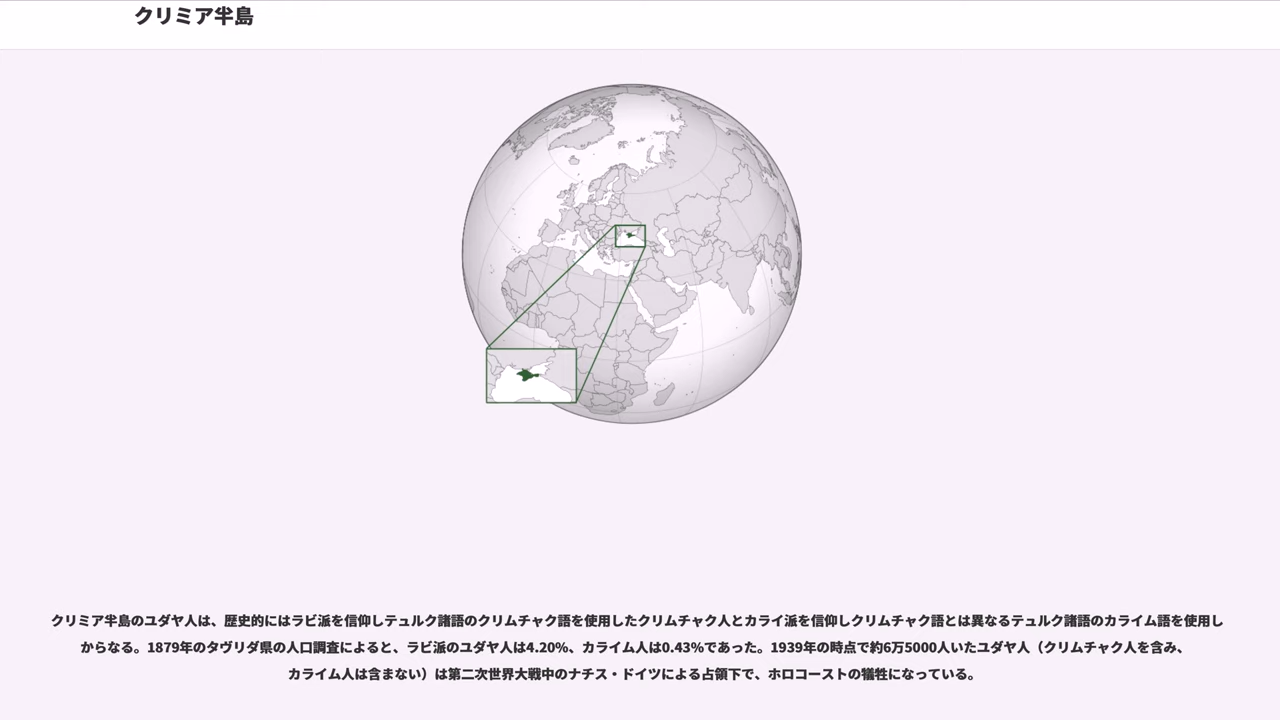 クリミア半島
クリミア半島のユダヤ人は、歴史的にはラビ派を信仰しテュルク諸語のクリムチャク語を使用したクリムチャク人とカライ派を信仰しクリムチャク語とは異なるテュルク諸語のカライム語を使用し
からなる。1879年のタヴリダ県の人口調査によると、ラビ派のユダヤ人は4.20%、カライム人は0.43%であった。1939年の時点で約6万5000人いたユダヤ人（クリムチャク人を含み、
カライム人は含まない）は第二次世界大戦中のナチス・ドイツによる占領下で、ホロコーストの犠牲になっている。